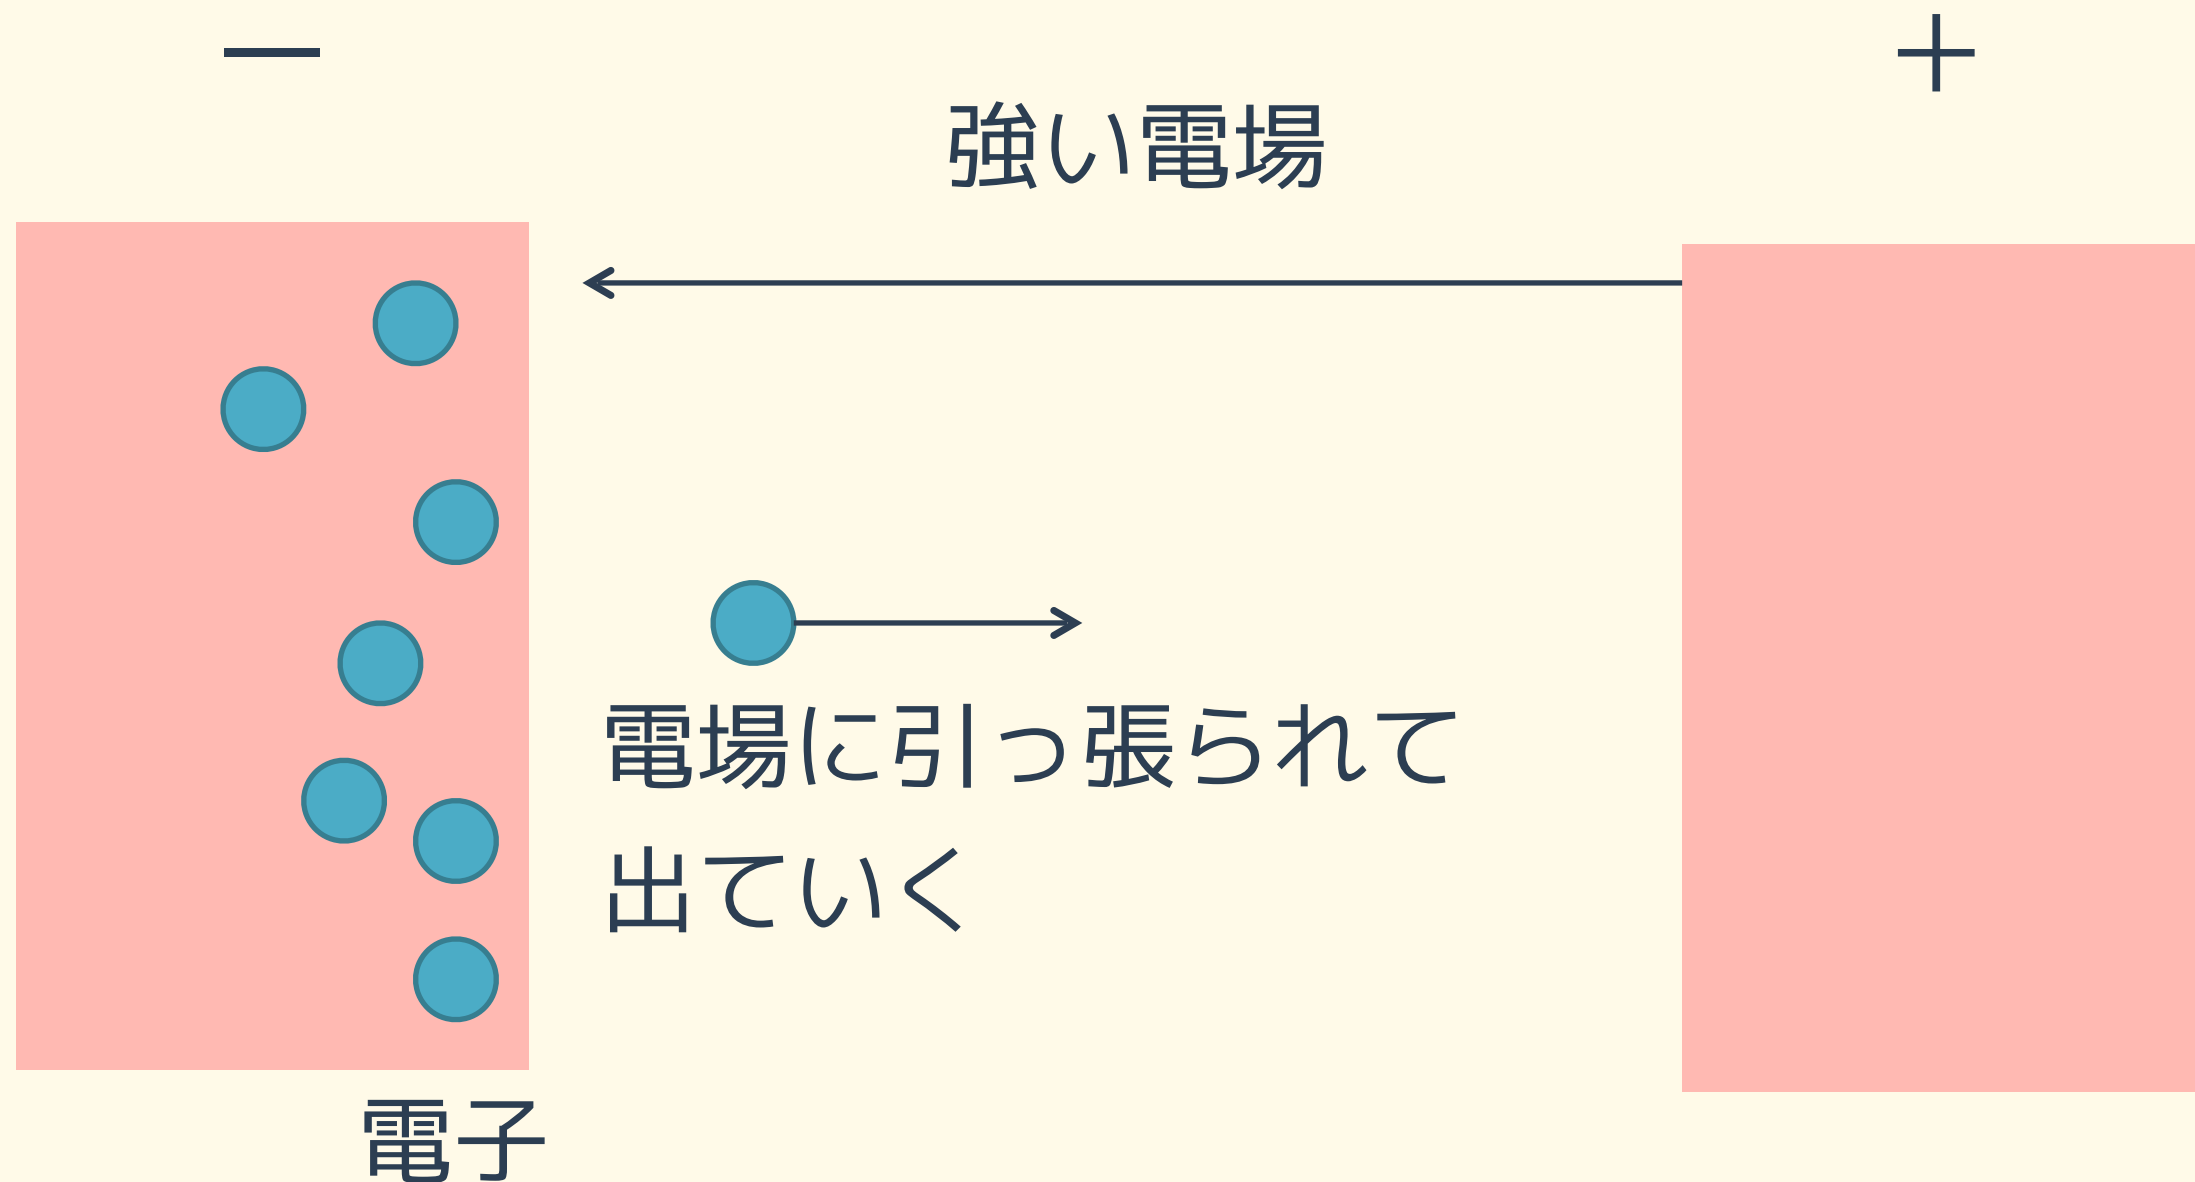 －
＋
強い電場
電場に引っ張られて
出ていく
電子